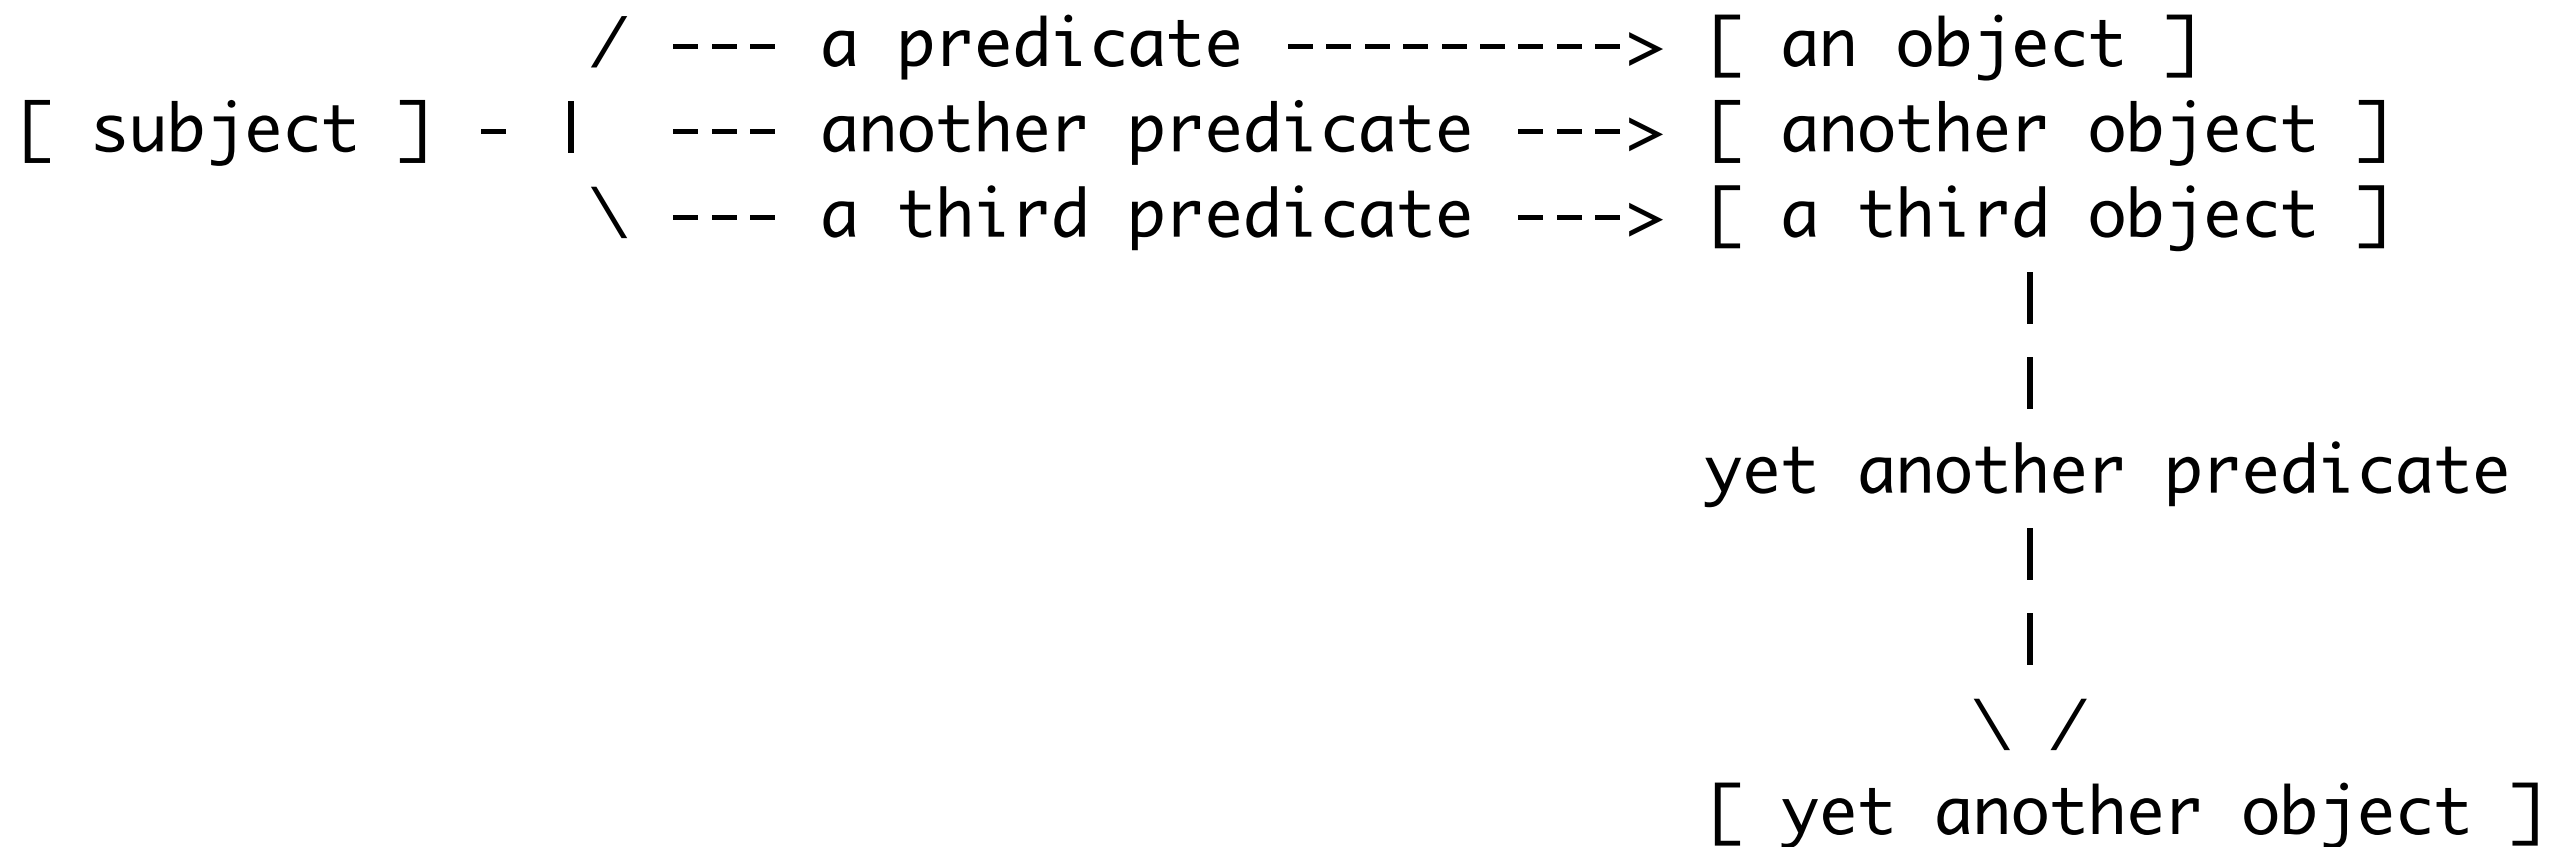 / --- a predicate ---------> [ an object ]
[ subject ] - | --- another predicate ---> [ another object ]
\ --- a third predicate ---> [ a third object ]
|
|
yet another predicate
|
|
\ /
[ yet another object ]